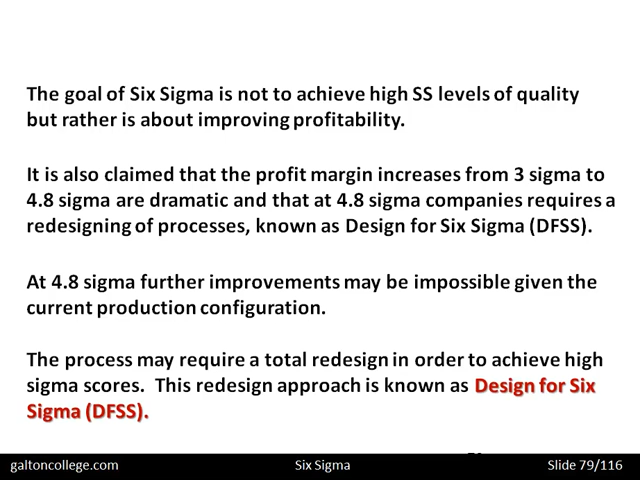 The goal of Six Sigma is not to achieve high SS levels of quality
but rather is about improving profitability.
It is also claimed that the profit margin increases from 3 sigma to
4.8 sigma are dramatic and that at 4.8 sigma companies requires a
redesigning of processes, known as Design for Six Sigma (DFSS).
At 4.8 sigma further improvements may be impossible given the
current production configuration.
The process may require a total redesign in order to achieve high
sigma scores.  This redesign approach is known as Design for Six
Sigma (DFSS).
galtoncollege.com Six Sigma Slide 79/116